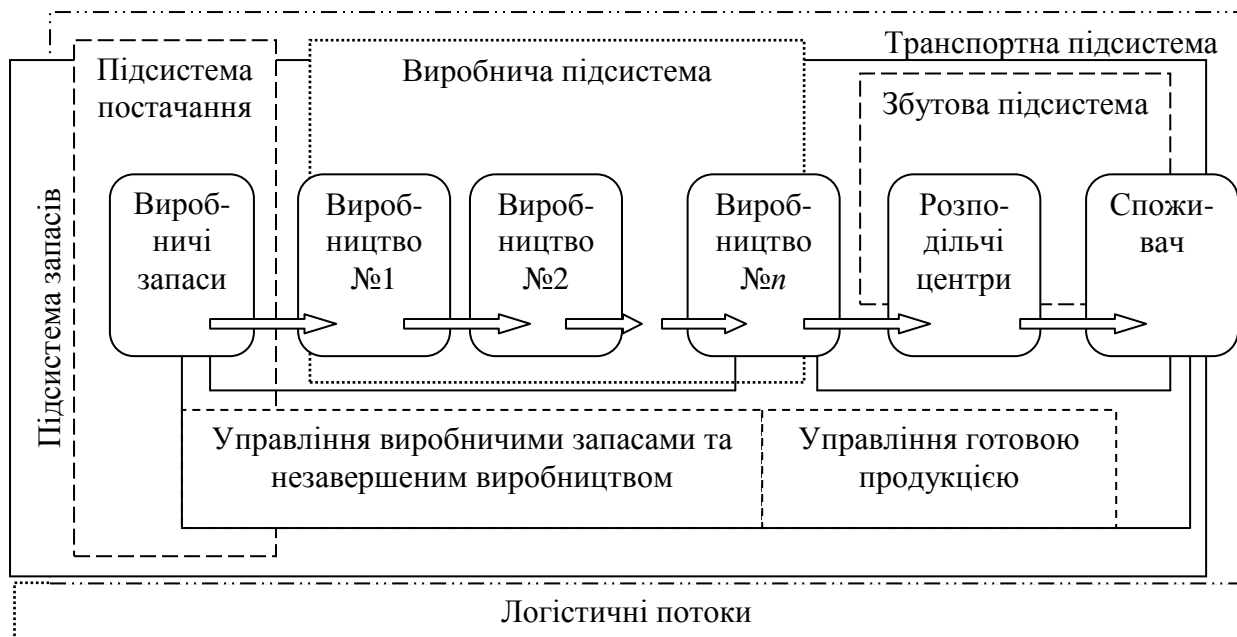 Транспортна підсистема
Підсистема
постачання
Виробнича підсистема
Збутова підсистема
Підсистема запасів
Вироб-
ничі
запаси
Вироб-
ництво
№1
Вироб-
ництво
№2
Вироб-
ництво
№n
Розпо-
дільчі
центри
Спожи-
вач
Управління виробничими запасами та
незавершеним виробництвом
Управління готовою
продукцією
Логістичні потоки